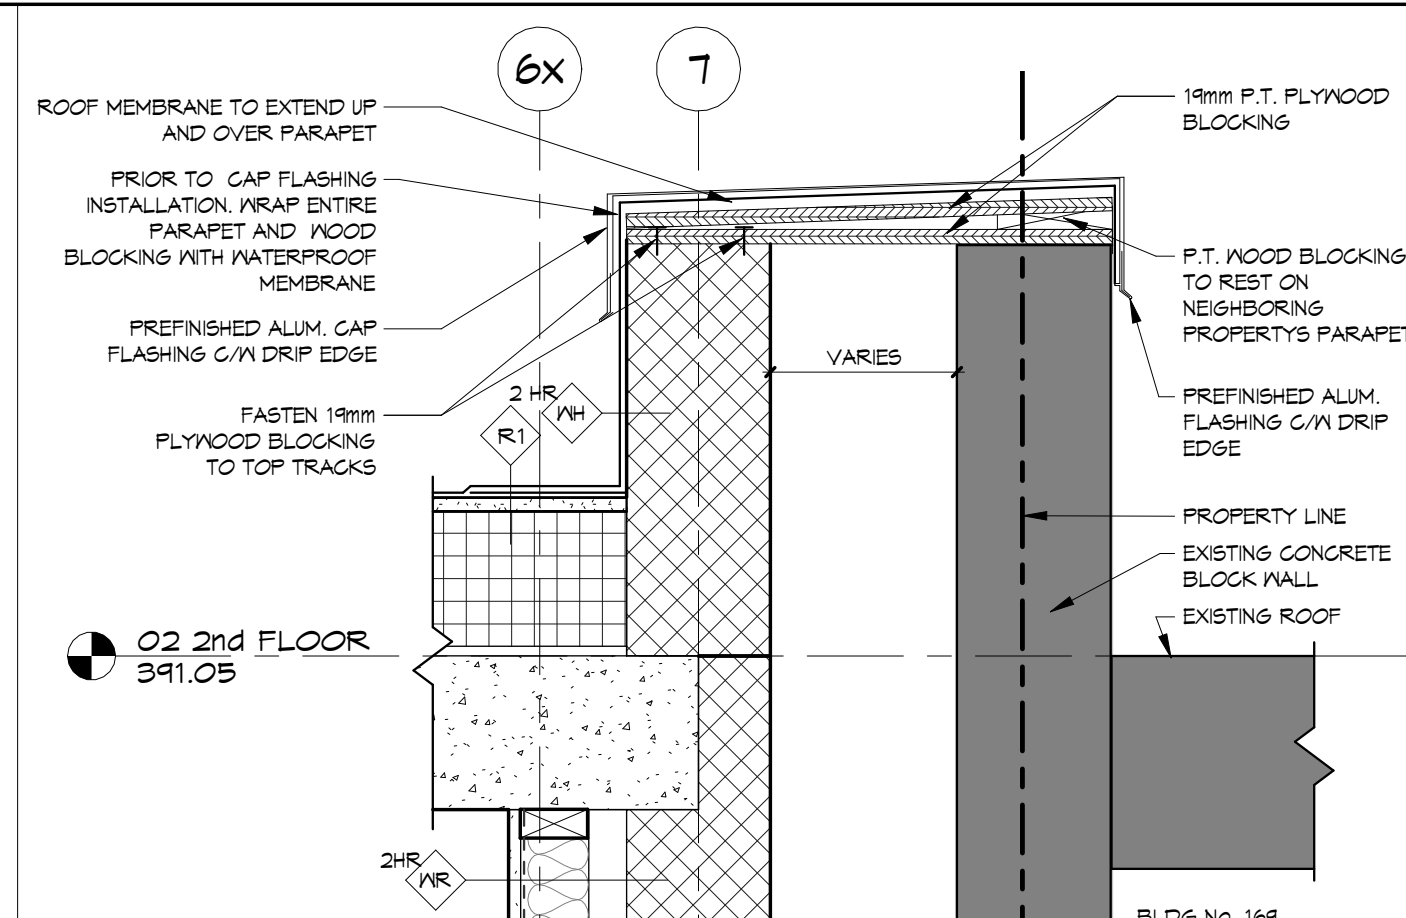 6X
7
ROOF MEMBRANE TO EXTEND UP
AND OVER PARAPET
PRIOR TO CAP FLASHING
INSTALLATION. WRAP ENTIRE
PARAPET AND WOOD
BLOCKING WITH WATERPROOF
MEMBRANE
PREFINISHED ALUM. CAP
FLASHING C/W DRIP EDGE
FASTEN 19mm
PLYWOOD BLOCKING
TO TOP TRACKS
2 HR
WH
R1
VARIES
19mm P.T. PLYWOOD
BLOCKING
P.T. WOOD BLOCKING
TO REST ON
NEIGHBORING
PROPERTYS PARAPET
PREFINISHED ALUM.
FLASHING C/W DRIP
EDGE
PROPERTY LINE
EXISTING CONCRETE
BLOCK WALL
EXISTING ROOF
02 2nd FLOOR
391.05
2HR
WR
BLDG No. 169